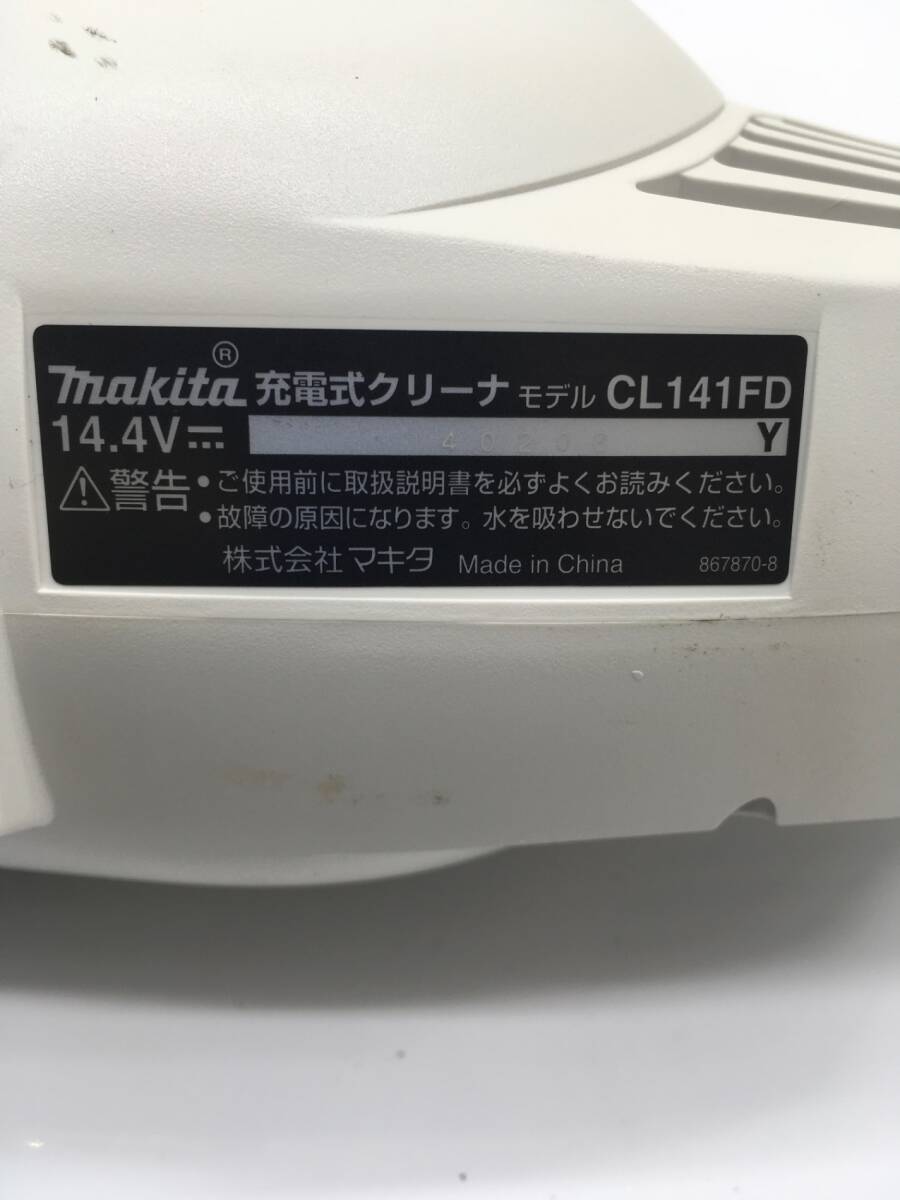 makita® 充電式クリーナ モデル CL141FD
14.4V⎓ 40208 Y
⚠警告 •ご使用前に取扱説明書を必ずよくお読みください。
•故障の原因になります。水を吸わせないでください。
株式会社マキタ Made in China 867870-8